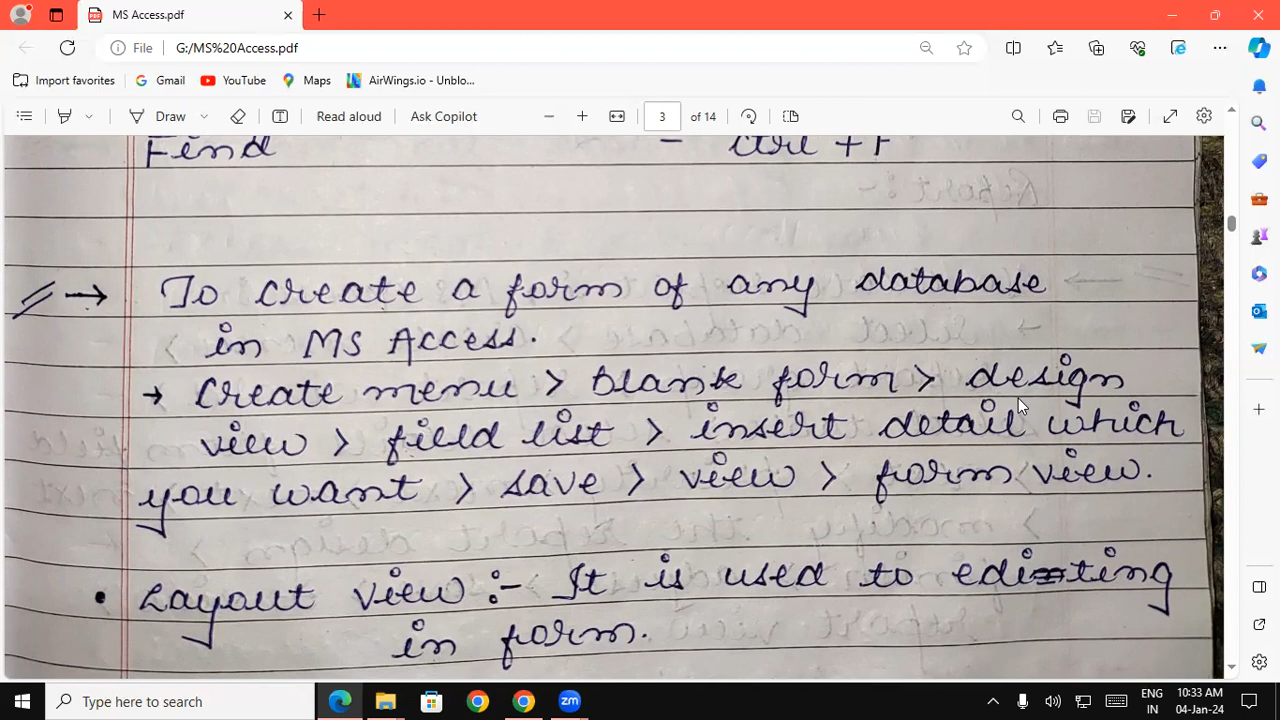 MS Access.pdf
File G:/MS%20Access.pdf
Import favorites Gmail YouTube Maps AirWings.io - Unblo...
Draw Read aloud Ask Copilot 3 of 14
Find - Ctrl + F
To create a form of any database
in MS Access.
→ Create menu > blank form > design
view > field list > insert detail which
you want > save > view > form view.
• Layout view :- It is used to editing
in form.
Type here to search
zm
ENG 10:33 AM
IN 04-Jan-24